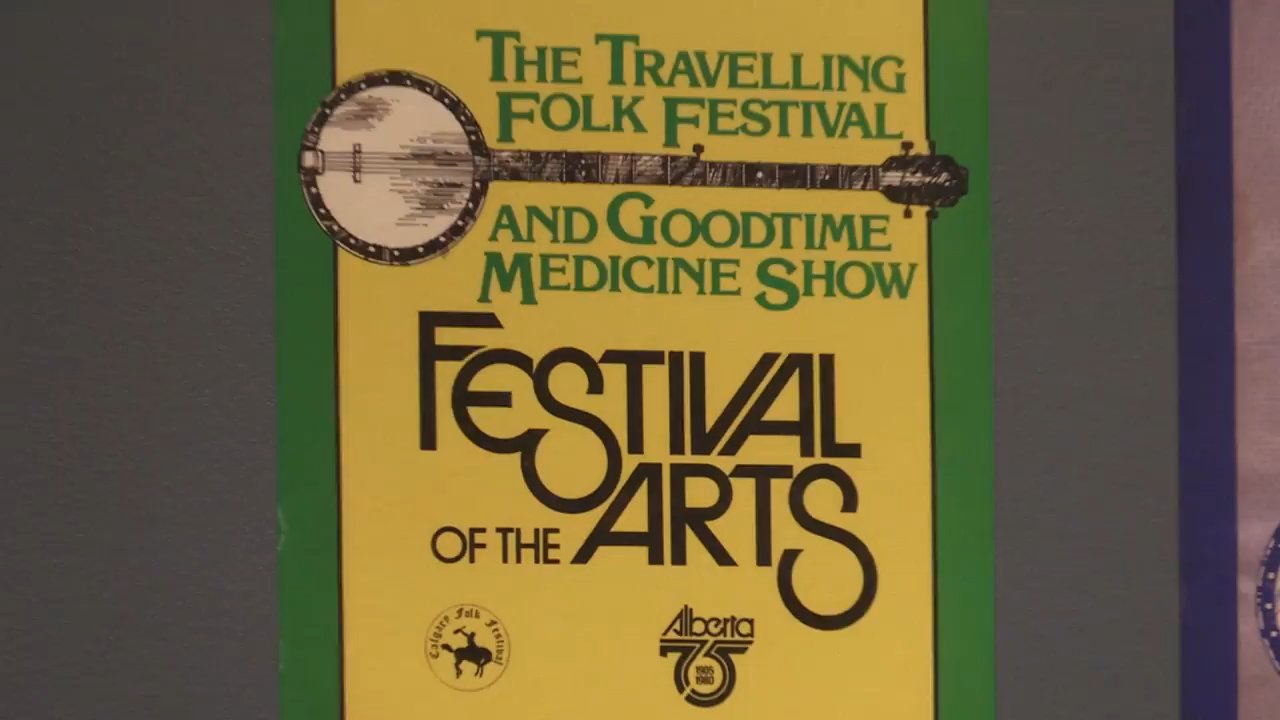 THE TRAVELLING
FOLK FESTIVAL
AND GOODTIME
MEDICINE SHOW
FESTIVAL
OF THE ARTS
Calgary Folk Festival
Alberta
75
1905
1980